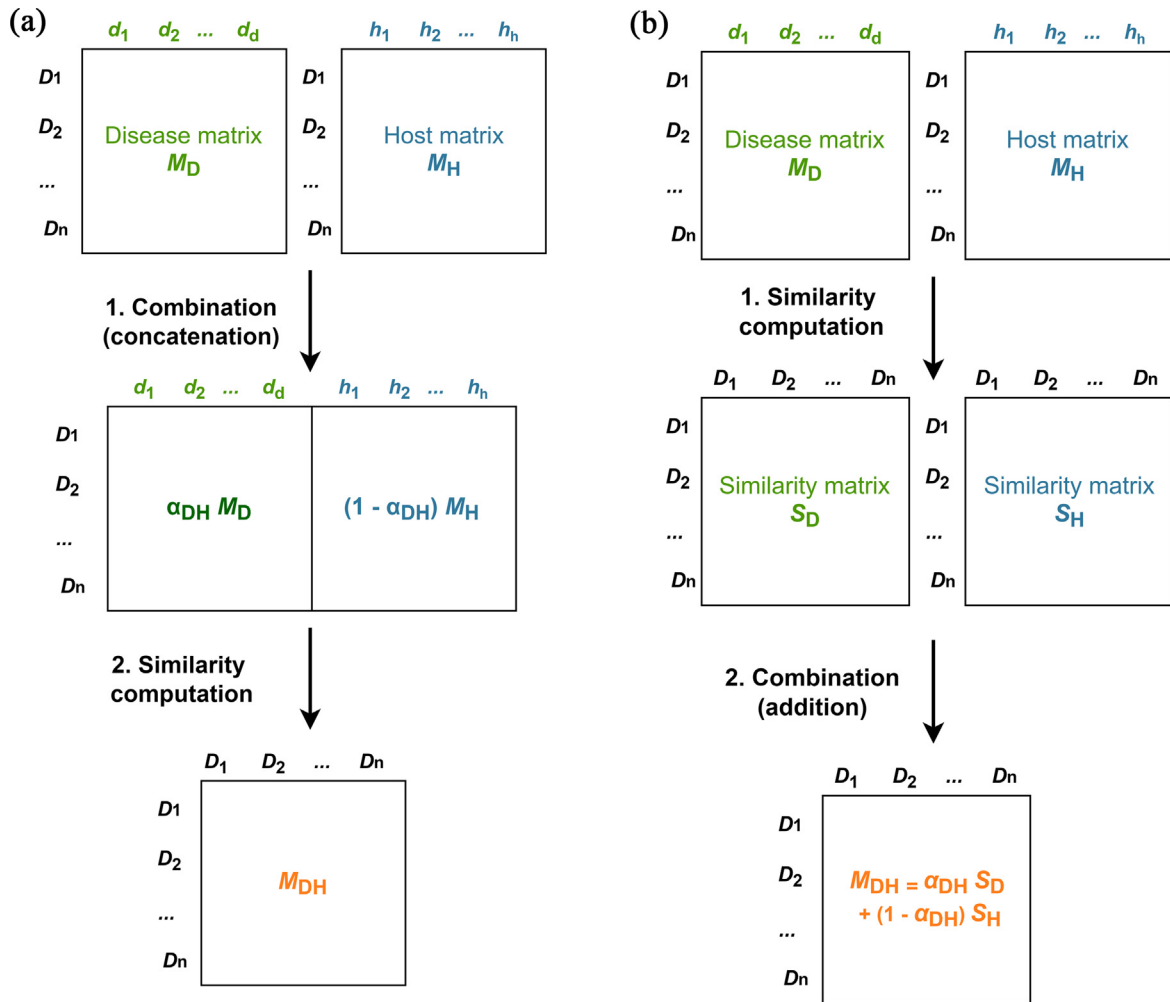 (a)
d1 d2 ... dd h1 h2 ... hh
D1 D1
D2 Disease matrix D2 Host matrix
MD MH
... ...
Dn Dn
1. Combination
(concatenation)
d1 d2 ... dd h1 h2 ... hh
D1
D2
αDH MD (1 - αDH) MH
...
Dn
2. Similarity
computation
D1 D2 ... Dn
D1
D2
MDH
...
Dn
(b)
d1 d2 ... dd h1 h2 ... hh
D1 D1
D2 Disease matrix D2 Host matrix
MD MH
... ...
Dn Dn
1. Similarity
computation
D1 D2 ... Dn D1 D2 ... Dn
D1 D1
D2 Similarity matrix D2 Similarity matrix
SD SH
... ...
Dn Dn
2. Combination
(addition)
D1 D2 ... Dn
D1
D2 MDH = αDH SD
+ (1 - αDH) SH
...
Dn